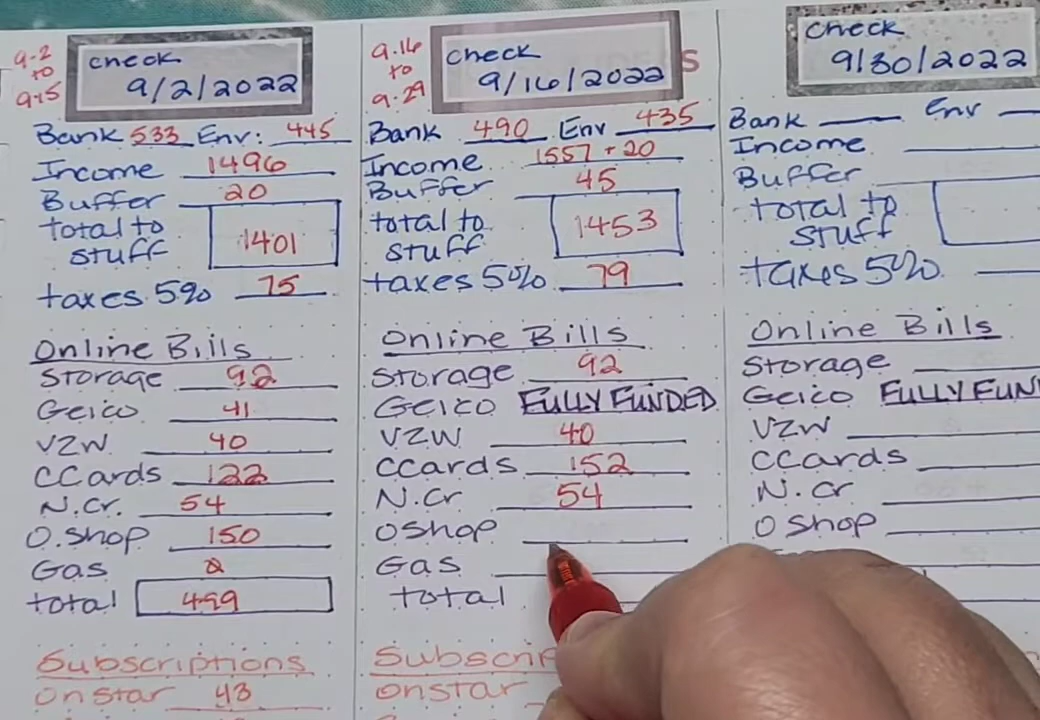 9-2
to
9-15
check
9/2/2022
Bank 533 Env: 445
Income 1496
Buffer 20
total to
stuff 1401
taxes 5% 75
Online Bills
Storage 92
Geico 41
VZW 40
CCards 122
N.Cr. 54
O.Shop 150
Gas
total 499
Subscriptions
Onstar 43
9-16
to
9-29
check
9/16/2022
S
Bank 490 Env 435
Income 1557 + 20
Buffer 45
total to
stuff 1453
taxes 5% 79
Online Bills
Storage 92
Geico FULLY FUNDED
VZW 40
CCards 152
N.Cr 54
OShop
Gas
total
Subscrip
Onstar
check
9/30/2022
Bank Env
Income
Buffer
total to
stuff
taxes 5%
Online Bills
Storage
Geico FULLY FUN
VZW
CCards
N.Cr
O Shop